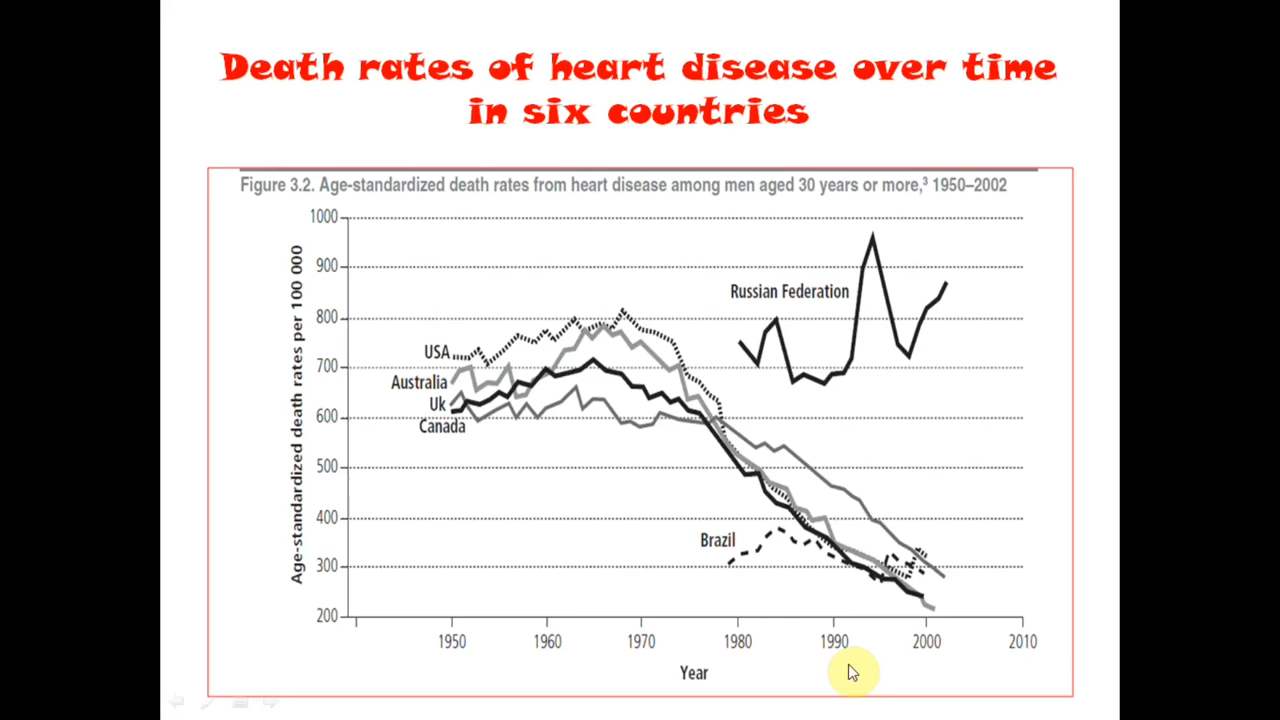 Death rates of heart disease over time
in six countries
Figure 3.2. Age-standardized death rates from heart disease among men aged 30 years or more,³ 1950–2002
Age-standardized death rates per 100 000
1000
900
800
700
600
500
400
300
200
Russian Federation
USA
Australia
Uk
Canada
Brazil
1950 1960 1970 1980 1990 2000 2010
Year